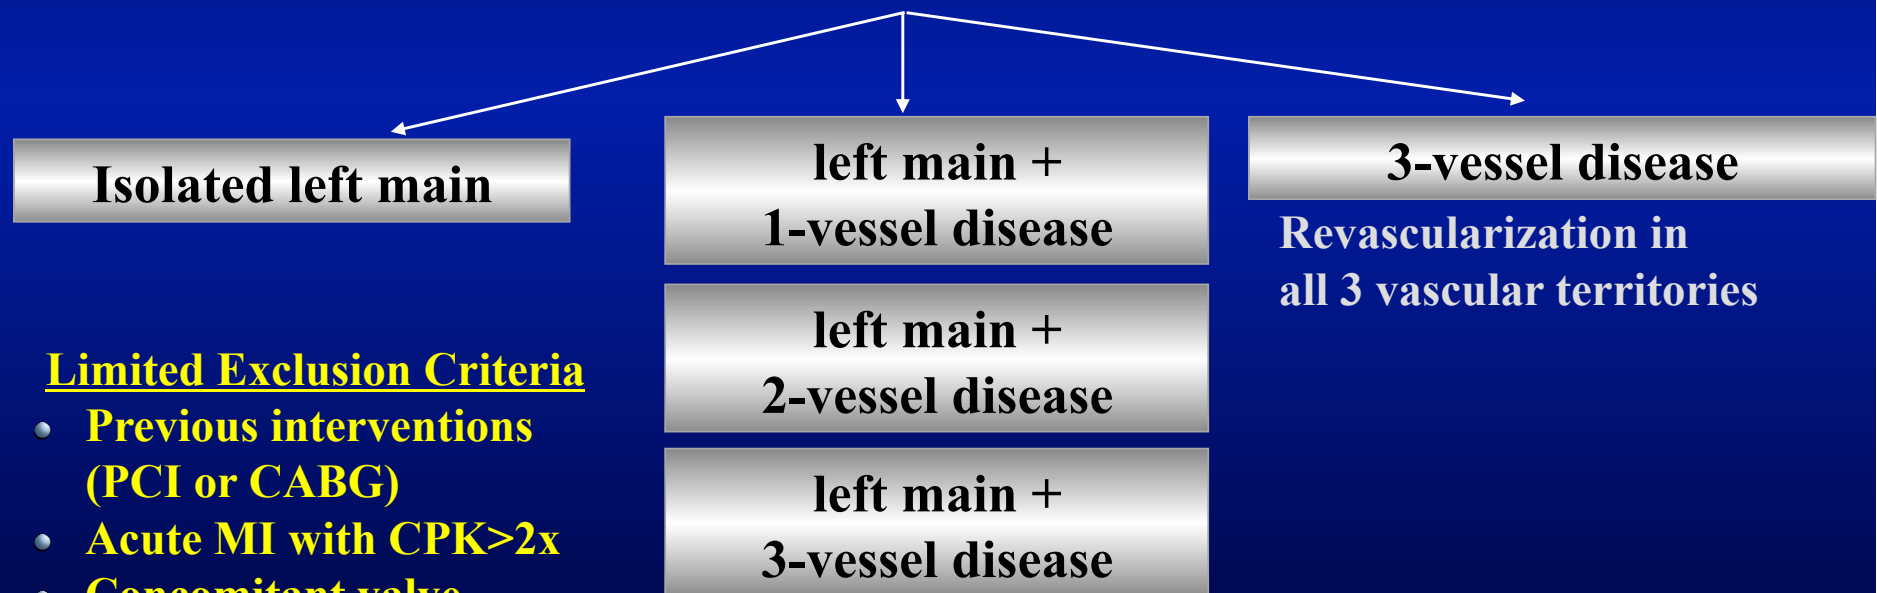 Isolated left main
left main +
1-vessel disease
left main +
2-vessel disease
left main +
3-vessel disease
3-vessel disease
Revascularization in
all 3 vascular territories
Limited Exclusion Criteria
Previous interventions
(PCI or CABG)
Acute MI with CPK>2x
Concomitant valve